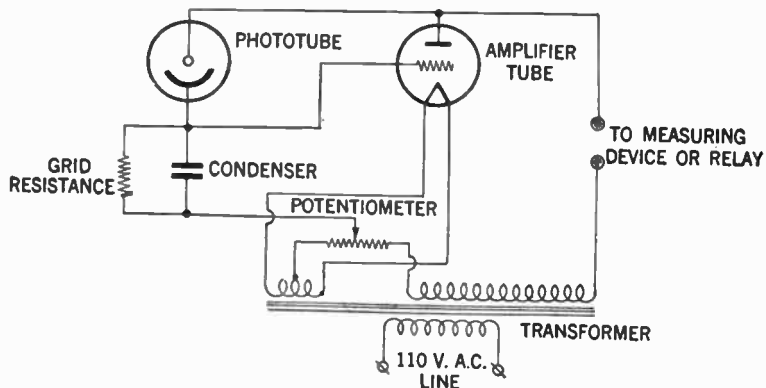 PHOTOTUBE
AMPLIFIER
TUBE
TO MEASURING
DEVICE OR RELAY
GRID
RESISTANCE
CONDENSER
POTENTIOMETER
TRANSFORMER
110 V. A.C.
LINE